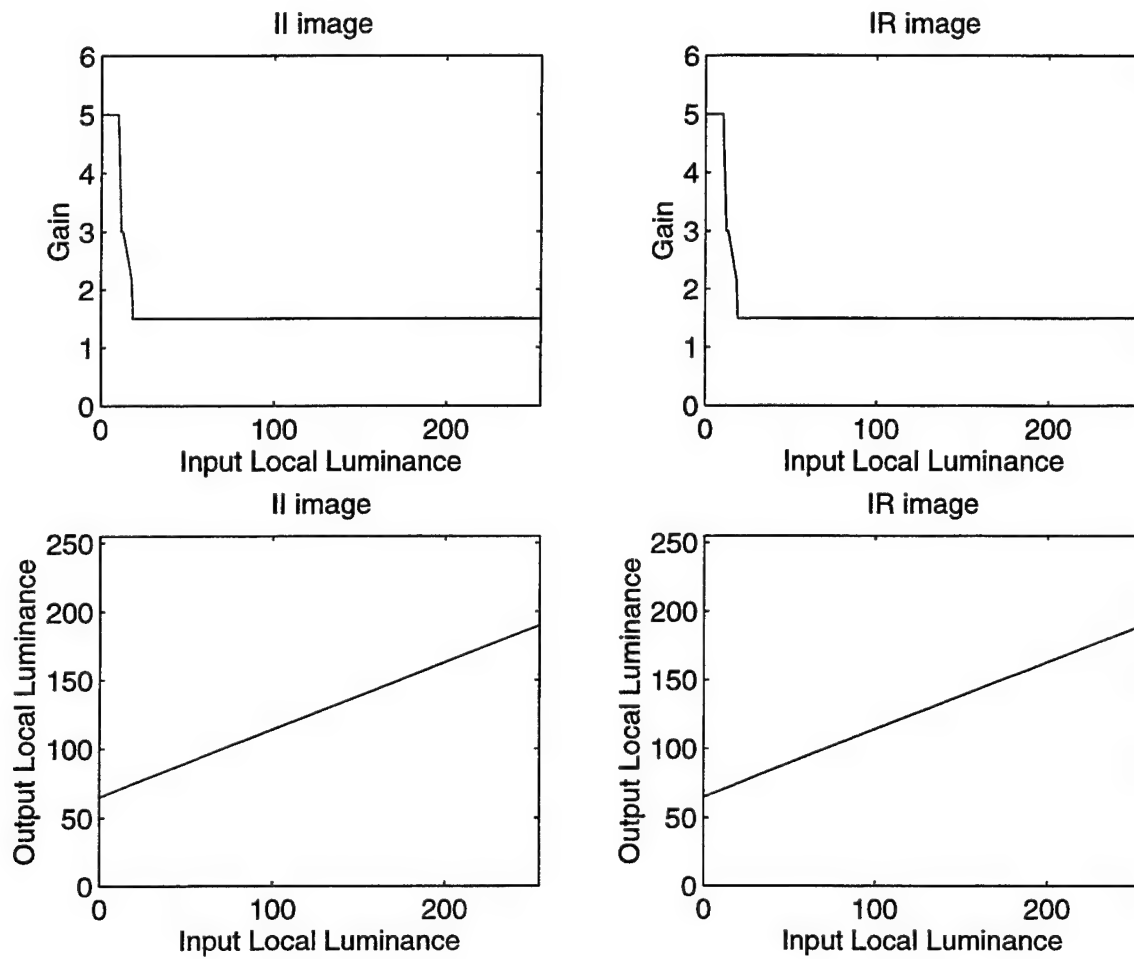 II image
6
5
4
3
2
1
0
Gain
0 100 200
Input Local Luminance
IR image
6
5
4
3
2
1
0
Gain
0 100 200
Input Local Luminance
II image
250
200
150
100
50
0
Output Local Luminance
0 100 200
Input Local Luminance
IR image
250
200
150
100
50
0
Output Local Luminance
0 100 200
Input Local Luminance